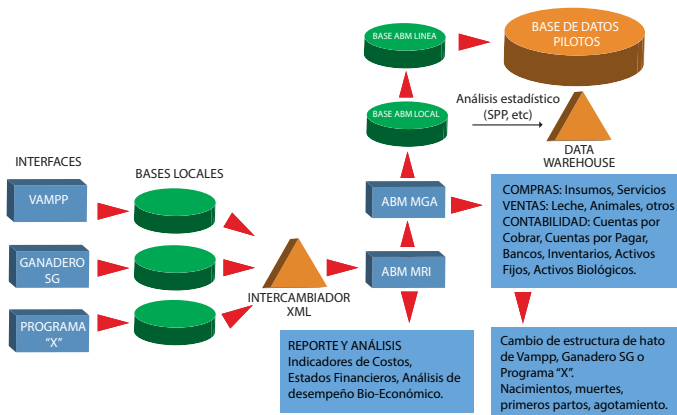 BASE ABM LINEA
BASE DE DATOS
PILOTOS
BASE ABM LOCAL
Análisis estadístico
(SPP, etc)
DATA
WAREHOUSE
INTERFACES
BASES LOCALES
VAMPP
GANADERO
SG
PROGRAMA
“X”
INTERCAMBIADOR
XML
ABM MGA
ABM MRI
COMPRAS: Insumos, Servicios
VENTAS: Leche, Animales, otros
CONTABILIDAD: Cuentas por
Cobrar, Cuentas por Pagar,
Bancos, Inventarios, Activos
Fijos, Activos Biológicos.
REPORTE Y ANÁLISIS
Indicadores de Costos,
Estados Financieros, Análisis de
desempeño Bio-Económico.
Cambio de estructura de hato
de Vampp, Ganadero SG o
Programa “X”.
Nacimientos, muertes,
primeros partos, agotamiento.